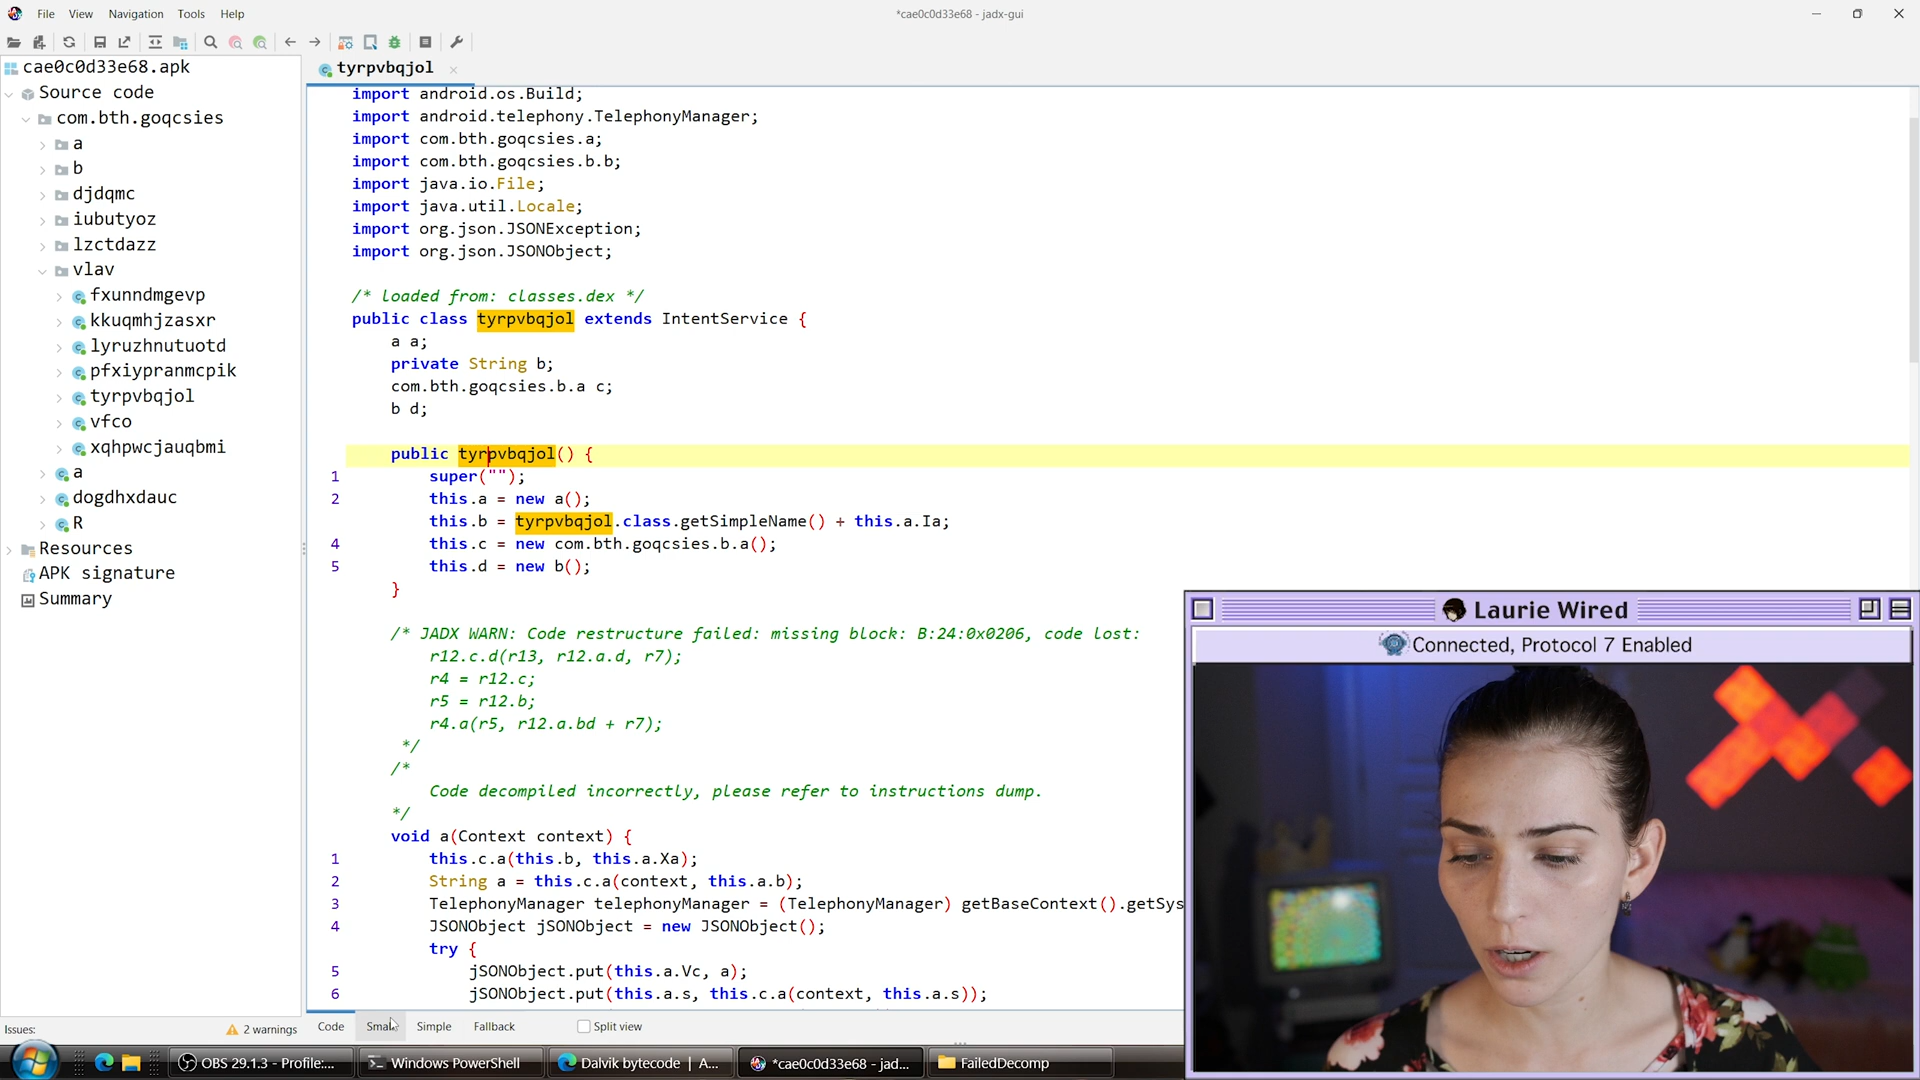 File View Navigation Tools Help
*cae0c0d33e68 - jadx-gui
cae0c0d33e68.apk
Source code
com.bth.goqcsies
a
b
djdqmc
iubutyoz
lzctdazz
vlav
fxunndmgevp
kkuqmhjzasxr
lyruzhnutuotd
pfxiypranmcpik
tyrpvbqjol
vfco
xqhpwcjauqbmi
a
dogdhxdauc
R
Resources
APK signature
Summary
tyrpvbqjol
import android.os.Build;
import android.telephony.TelephonyManager;
import com.bth.goqcsies.a;
import com.bth.goqcsies.b.b;
import java.io.File;
import java.util.Locale;
import org.json.JSONException;
import org.json.JSONObject;
/* loaded from: classes.dex */
public class tyrpvbqjol extends IntentService {
a a;
private String b;
com.bth.goqcsies.b.a c;
b d;
public tyrpvbqjol() {
1 super("");
2 this.a = new a();
this.b = tyrpvbqjol.class.getSimpleName() + this.a.Ia;
4 this.c = new com.bth.goqcsies.b.a();
5 this.d = new b();
}
/* JADX WARN: Code restructure failed: missing block: B:24:0x0206, code lost:
r12.c.d(r13, r12.a.d, r7);
r4 = r12.c;
r5 = r12.b;
r4.a(r5, r12.a.bd + r7);
*/
/*
Code decompiled incorrectly, please refer to instructions dump.
*/
void a(Context context) {
1 this.c.a(this.b, this.a.Xa);
2 String a = this.c.a(context, this.a.b);
3 TelephonyManager telephonyManager = (TelephonyManager) getBaseContext().getSys
4 JSONObject jSONObject = new JSONObject();
try {
5 jSONObject.put(this.a.Vc, a);
6 jSONObject.put(this.a.s, this.c.a(context, this.a.s));
Laurie Wired
Connected, Protocol 7 Enabled
Issues: 2 warnings
Code Smali Simple Fallback Split view
OBS 29.1.3 - Profile:... Windows PowerShell Dalvik bytecode | A... *cae0c0d33e68 - jad... FailedDecomp